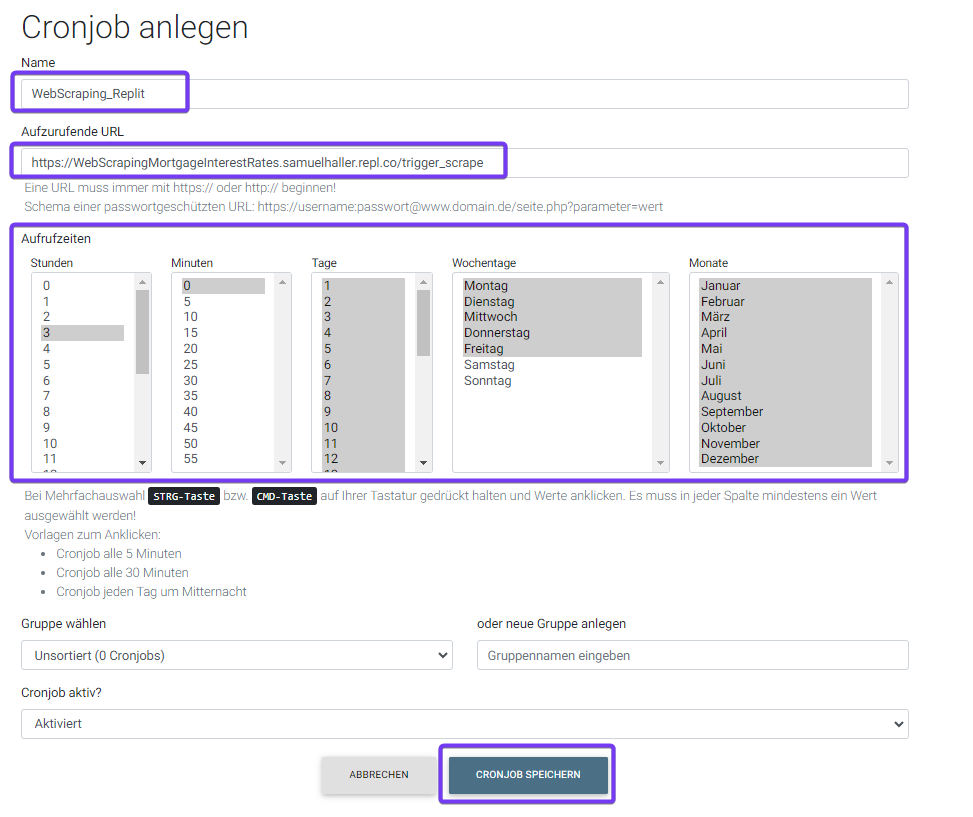 Cronjob anlegen
Name
WebScraping_Replit
Aufzurufende URL
https://WebScrapingMortgageInterestRates.samuelhaller.repl.co/trigger_scrape
Eine URL muss immer mit https:// oder http:// beginnen!
Schema einer passwortgeschützten URL: https://username:passwort@www.domain.de/seite.php?parameter=wert
Aufrufzeiten
Stunden
0
1
2
3
4
5
6
7
8
9
10
11
Minuten
0
5
10
15
20
25
30
35
40
45
50
55
Tage
1
2
3
4
5
6
7
8
9
10
11
12
Wochentage
Montag
Dienstag
Mittwoch
Donnerstag
Freitag
Samstag
Sonntag
Monate
Januar
Februar
März
April
Mai
Juni
Juli
August
September
Oktober
November
Dezember
Bei Mehrfachauswahl STRG-Taste bzw. CMD-Taste auf Ihrer Tastatur gedrückt halten und Werte anklicken. Es muss in jeder Spalte mindestens ein Wert
ausgewählt werden!
Vorlagen zum Anklicken:
• Cronjob alle 5 Minuten
• Cronjob alle 30 Minuten
• Cronjob jeden Tag um Mitternacht
Gruppe wählen
Unsortiert (0 Cronjobs)
oder neue Gruppe anlegen
Gruppennamen eingeben
Cronjob aktiv?
Aktiviert
ABBRECHEN
CRONJOB SPEICHERN